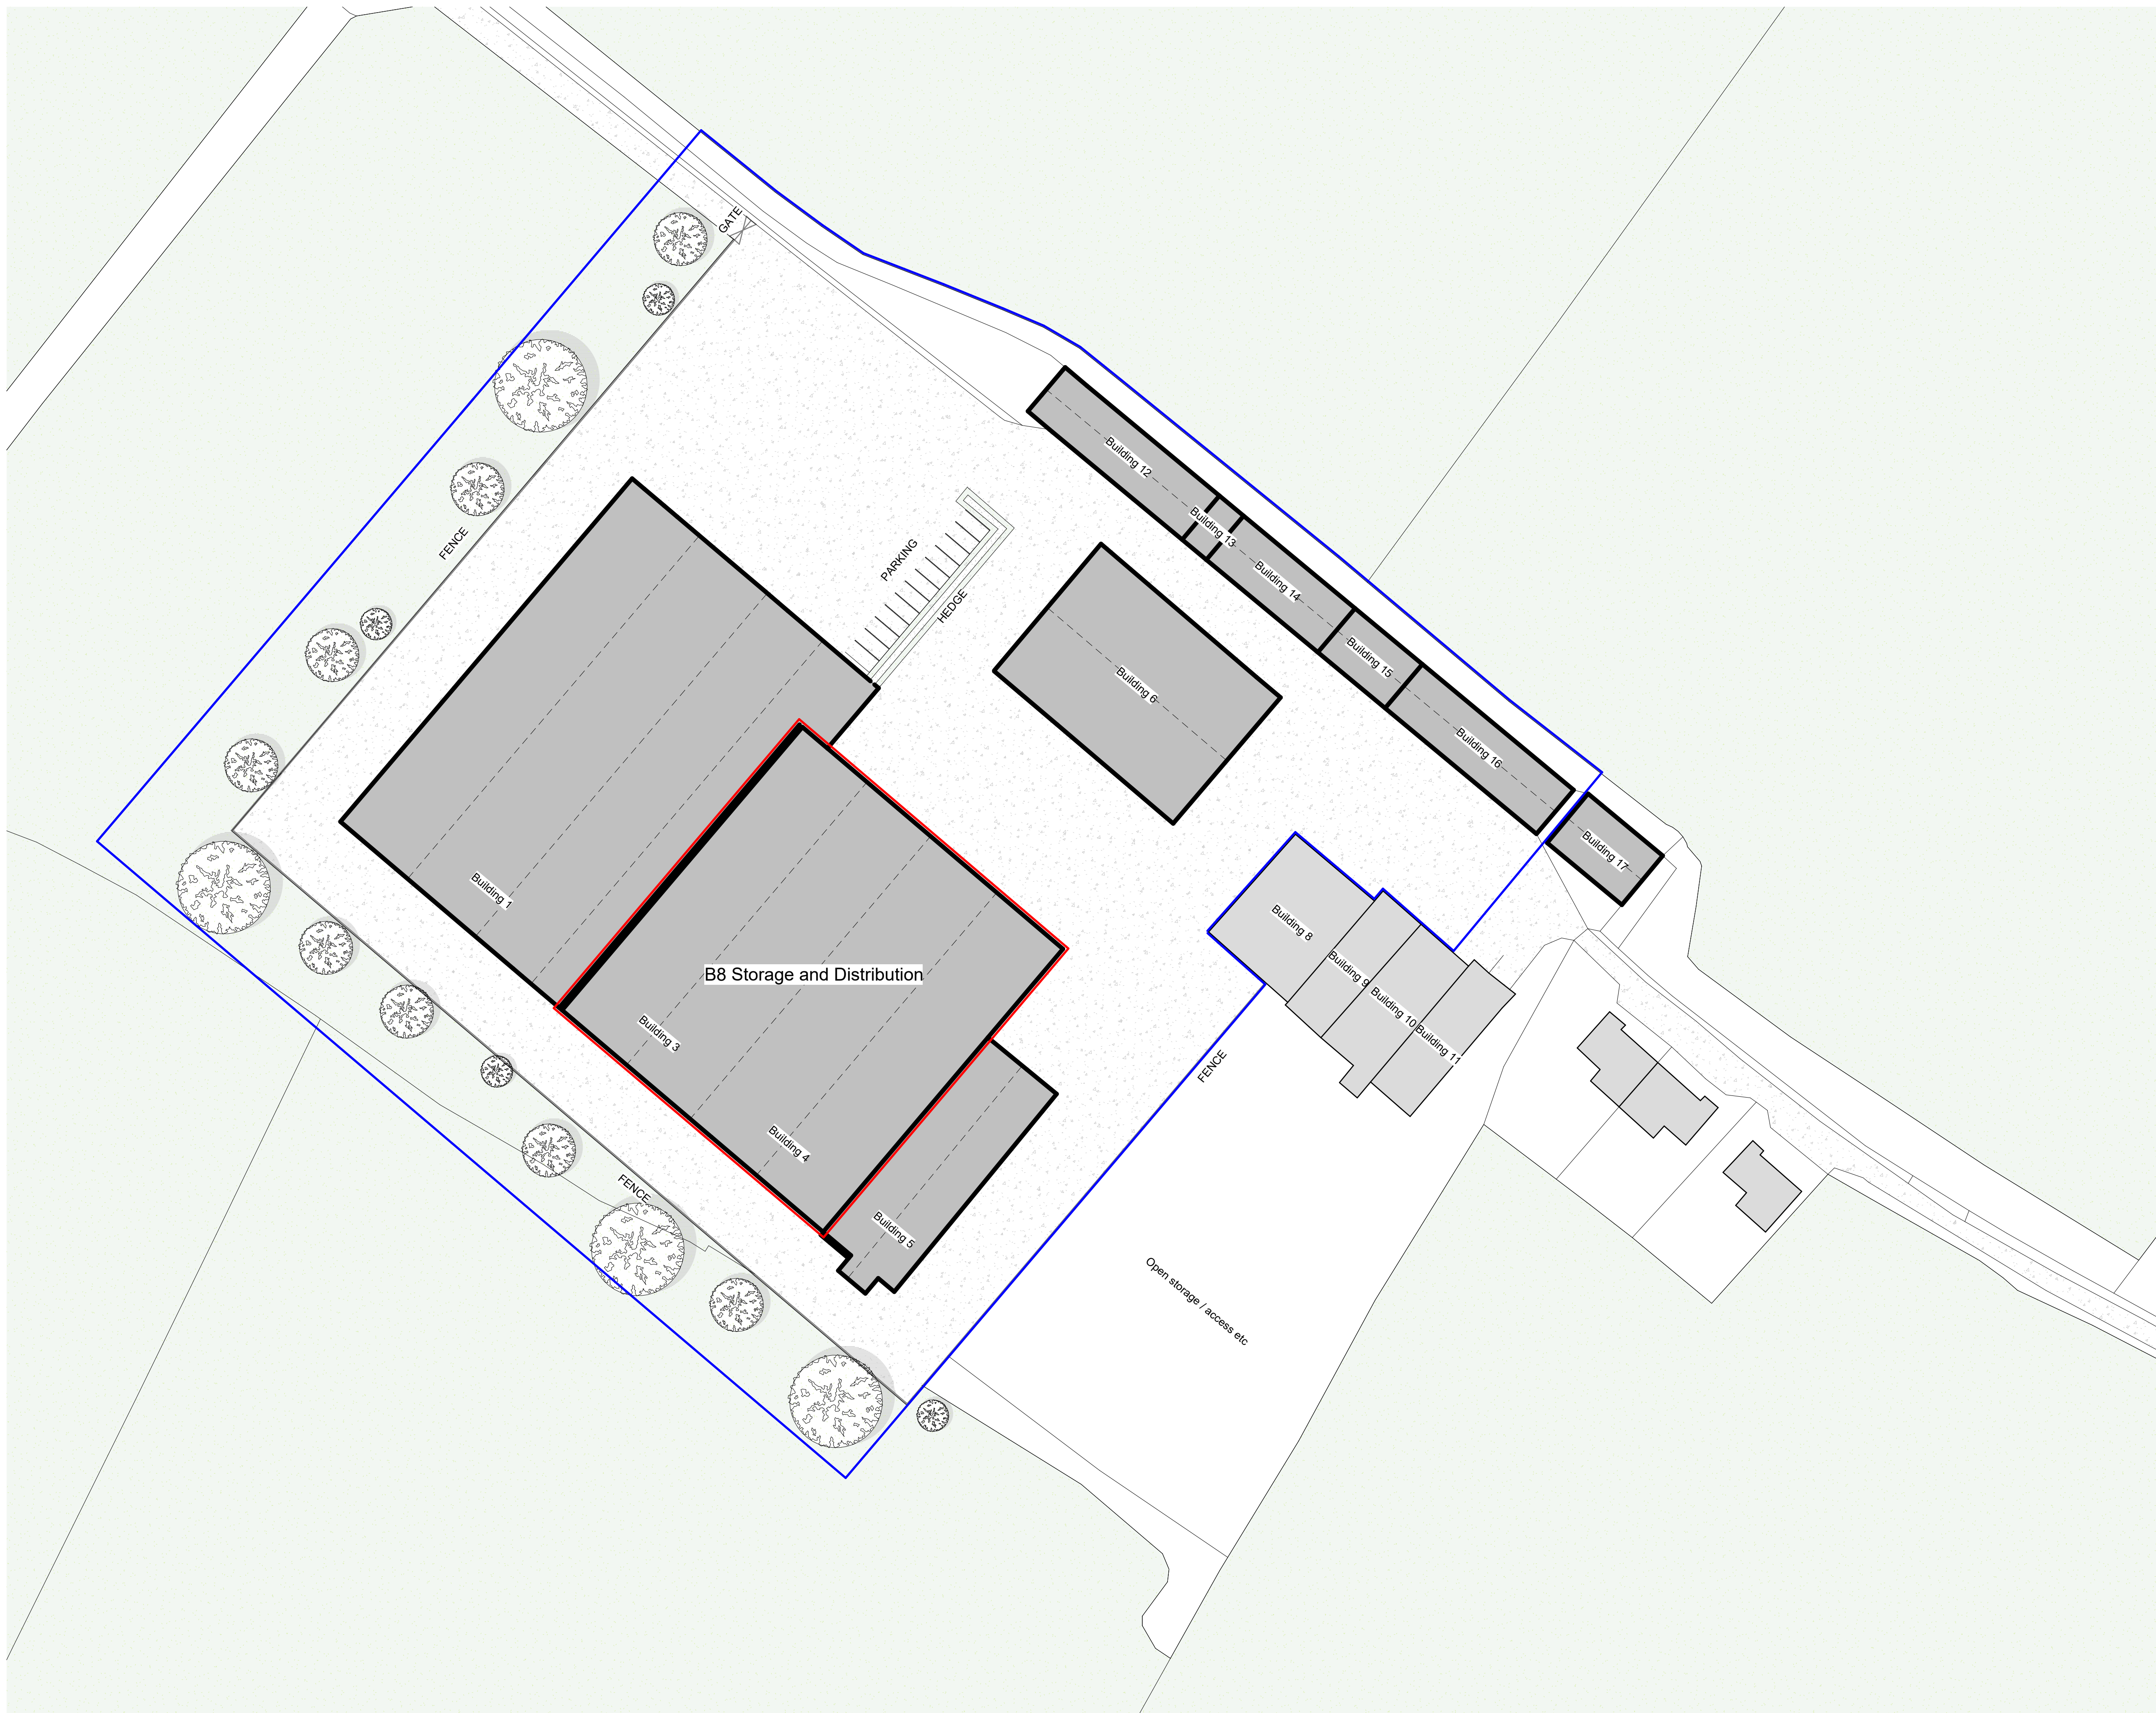 GATE
Building 12
Building 13
FENCE
PARKING
Building 14
HEDGE
Building 15
Building 6
Building 16
Building 17
Building 1
Building 8
B8 Storage and Distribution
Building 9
Building 10
Building 3
Building 11
FENCE
Building 4
FENCE
Building 5
Open storage / access etc